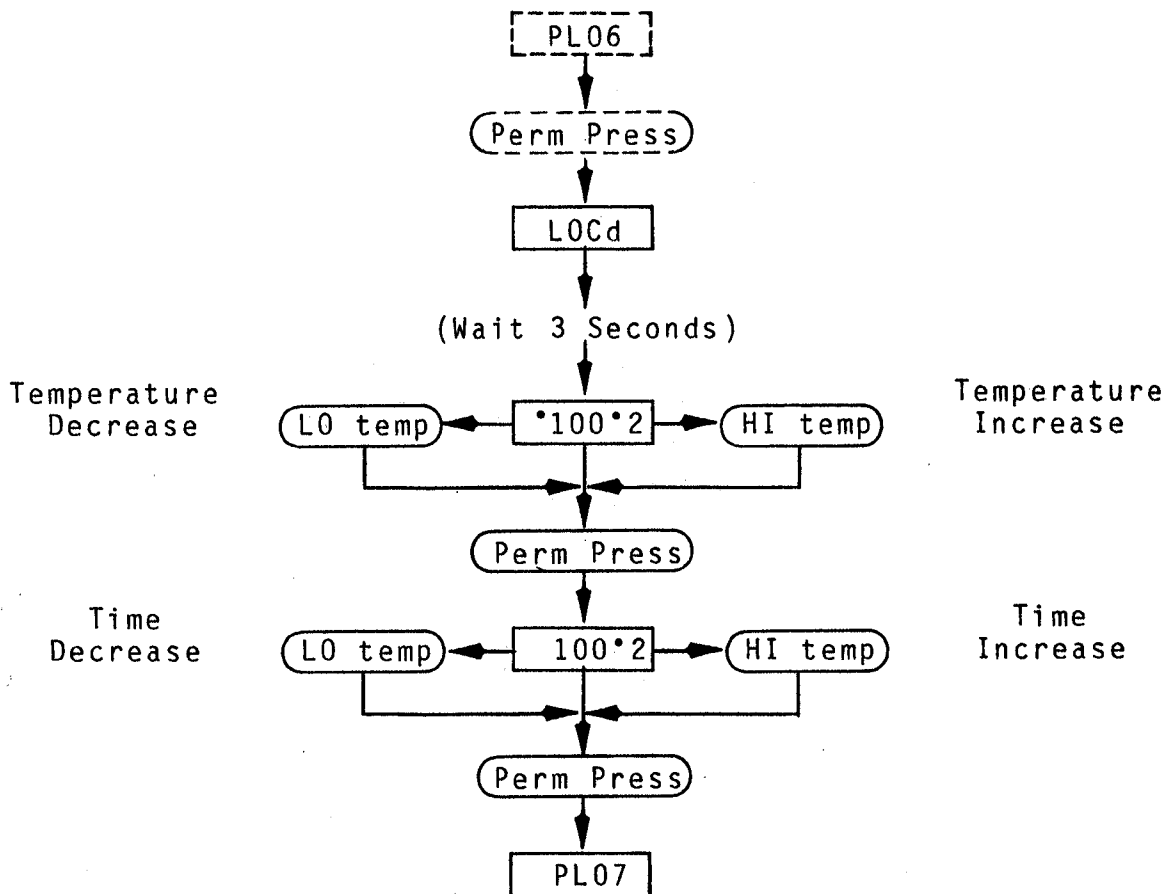 PL06
Perm Press
LOCd
(Wait 3 Seconds)
Temperature
Decrease
LO temp
•100•2
HI temp
Temperature
Increase
Perm Press
Time
Decrease
LO temp
100•2
HI temp
Time
Increase
Perm Press
PL07